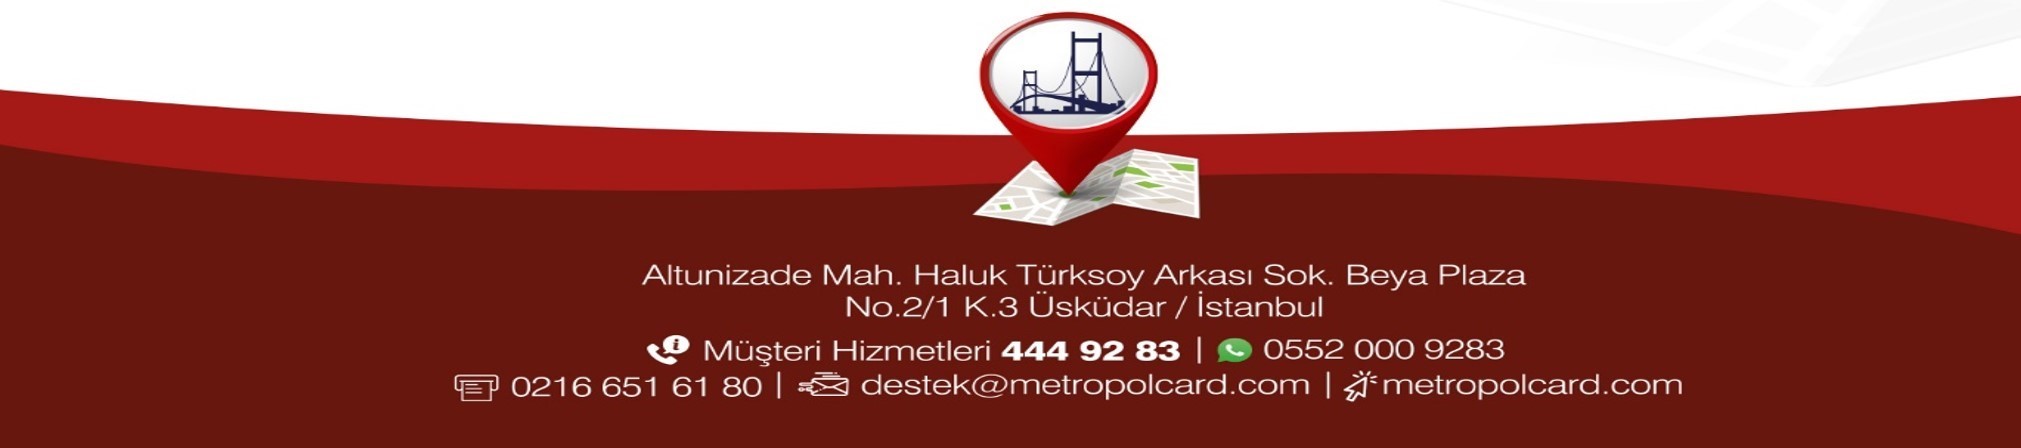 Altunizade Mah. Haluk Türksoy Arkası Sok. Beya Plaza
No.2/1 K.3 Üsküdar / İstanbul
Müşteri Hizmetleri 444 92 83 | 0552 000 9283
0216 651 61 80 | destek@metropolcard.com | metropolcard.com